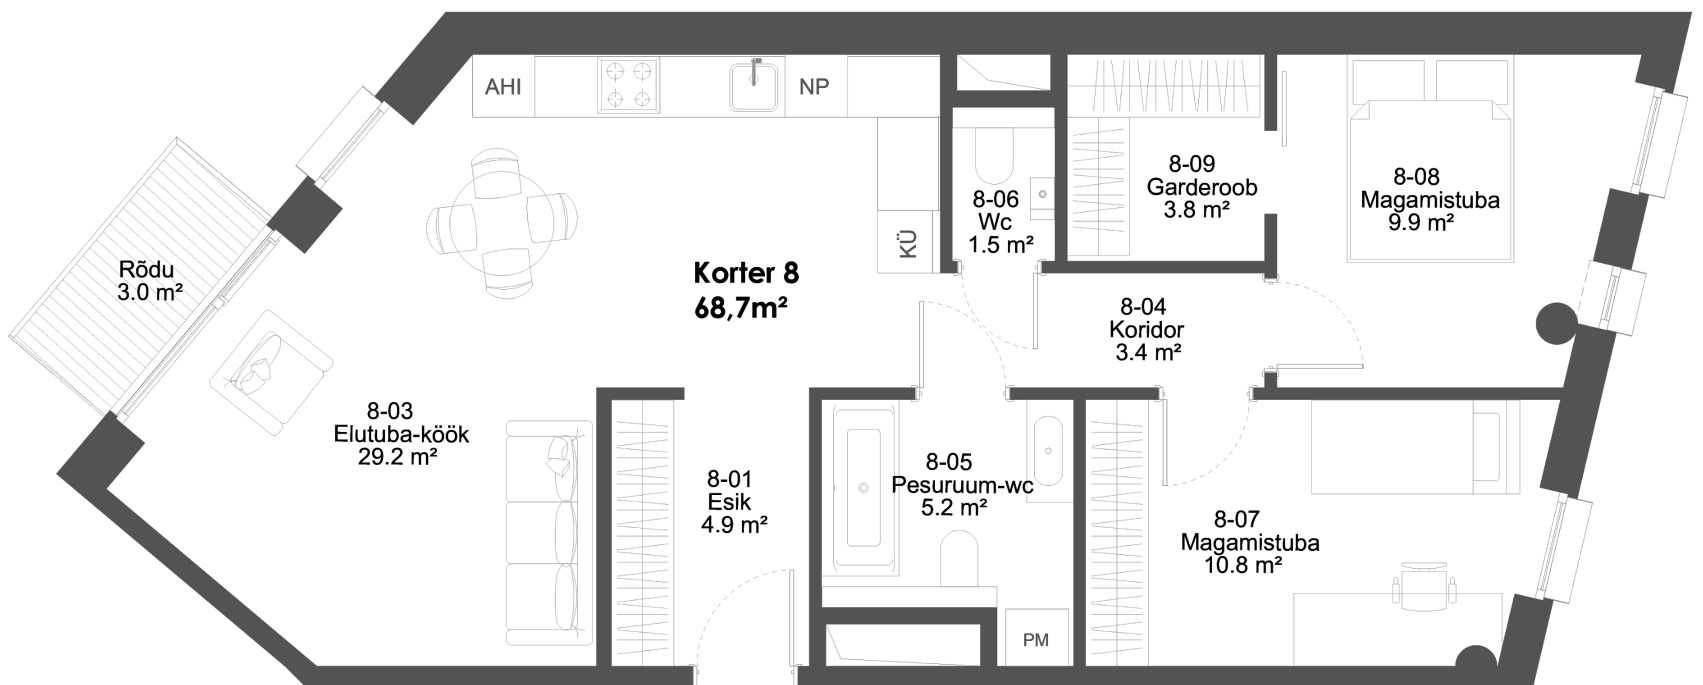 AHI
NP
KÜ
8-09
Garderoob
3.8 m²
8-08
Magamistuba
9.9 m²
8-06
Wc
1.5 m²
Rõdu
3.0 m²
Korter 8
68,7m²
8-04
Koridor
3.4 m²
8-03
Elutuba-köök
29.2 m²
8-01
Esik
4.9 m²
8-05
Pesuruum-wc
5.2 m²
8-07
Magamistuba
10.8 m²
PM